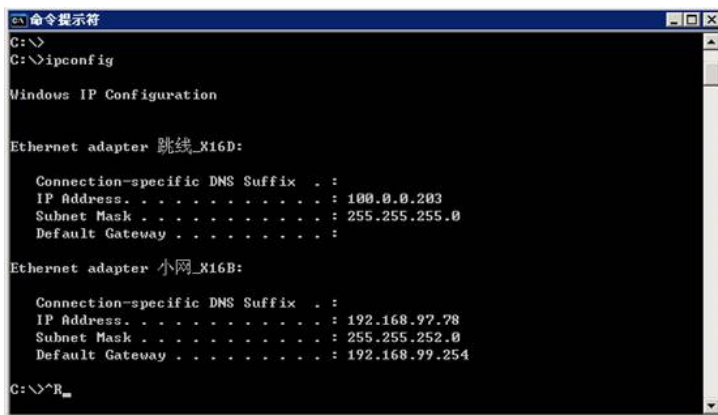 命令提示符
C:\>
C:\>ipconfig
Windows IP Configuration
Ethernet adapter 跳线_X16D:
Connection-specific DNS Suffix  . :
IP Address. . . . . . . . . . . . : 100.0.0.203
Subnet Mask . . . . . . . . . . . : 255.255.255.0
Default Gateway . . . . . . . . . :
Ethernet adapter 小网_X16B:
Connection-specific DNS Suffix  . :
IP Address. . . . . . . . . . . . : 192.168.97.78
Subnet Mask . . . . . . . . . . . : 255.255.252.0
Default Gateway . . . . . . . . . : 192.168.99.254
C:\>^R_